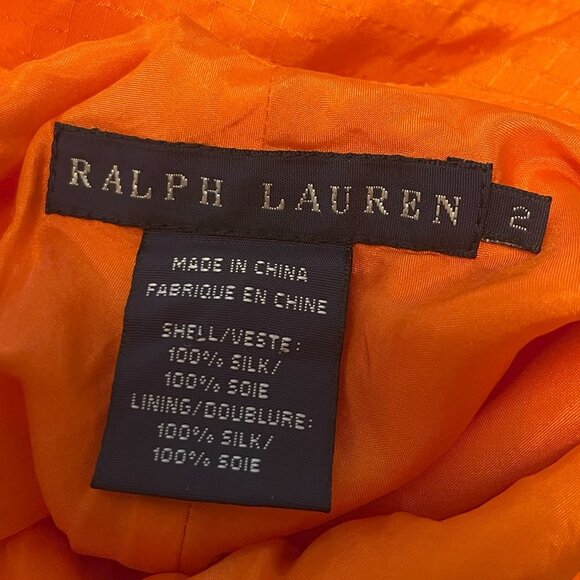 RALPH LAUREN
2
MADE IN CHINA
FABRIQUE EN CHINE
SHELL/VESTE:
100% SILK/
100% SOIE
LINING/DOUBLURE:
100% SILK/
100% SOIE